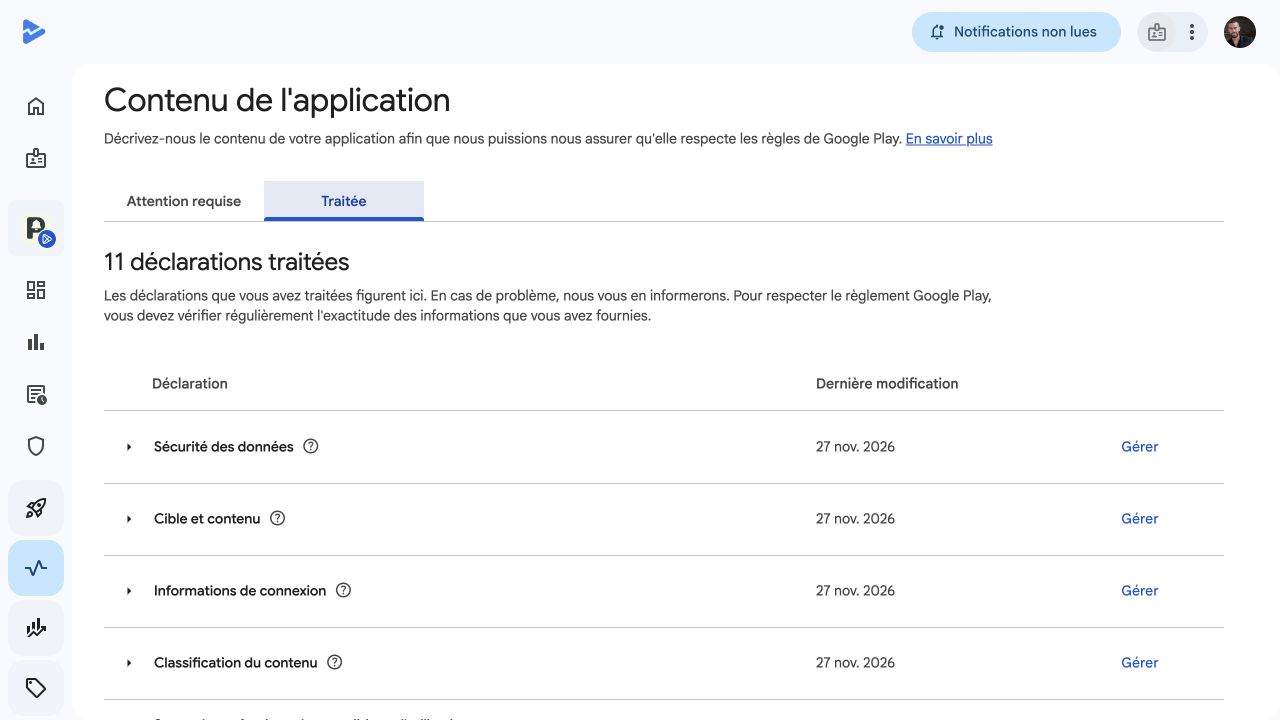 Notifications non lues
Contenu de l'application
Décrivez-nous le contenu de votre application afin que nous puissions nous assurer qu'elle respecte les règles de Google Play. En savoir plus
Attention requise
Traitée
11 déclarations traitées
Les déclarations que vous avez traitées figurent ici. En cas de problème, nous vous en informerons. Pour respecter le règlement Google Play,
vous devez vérifier régulièrement l'exactitude des informations que vous avez fournies.
Déclaration Dernière modification
Sécurité des données 27 nov. 2026 Gérer
Cible et contenu 27 nov. 2026 Gérer
Informations de connexion 27 nov. 2026 Gérer
Classification du contenu 27 nov. 2026 Gérer